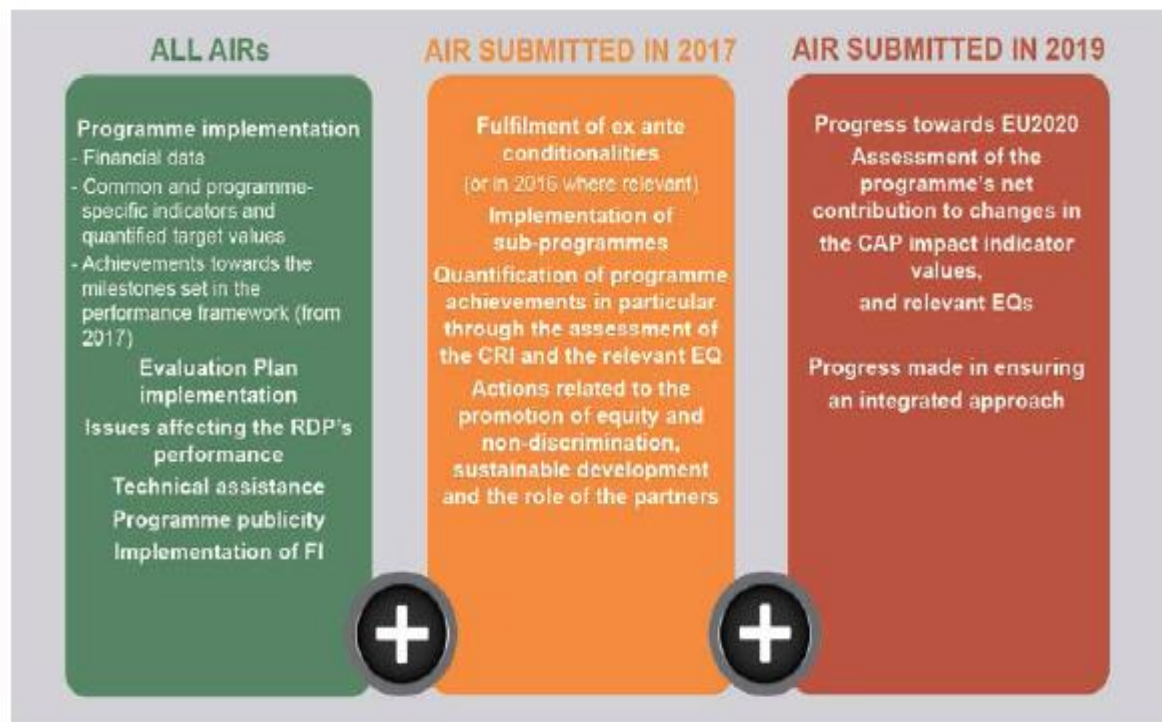 ALL AIRs
Programme implementation
- Financial data
- Common and programme-
specific indicators and
quantified target values
- Achievements towards the
milestones set in the
performance framework (from
2017)
Evaluation Plan
implementation
Issues affecting the RDP's
performance
Technical assistance
Programme publicity
Implementation of FI
AIR SUBMITTED IN 2017
Fulfilment of ex ante
conditionalities
(or in 2016 where relevant)
Implementation of
sub-programmes
Quantification of programme
achievements in particular
through the assessment of
the CRI and the relevant EQ
Actions related to the
promotion of equity and
non-discrimination,
sustainable development
and the role of the partners
AIR SUBMITTED IN 2019
Progress towards EU2020
Assessment of the
programme's net
contribution to changes in
the CAP impact indicator
values,
and relevant EQs
Progress made in ensuring
an integrated approach